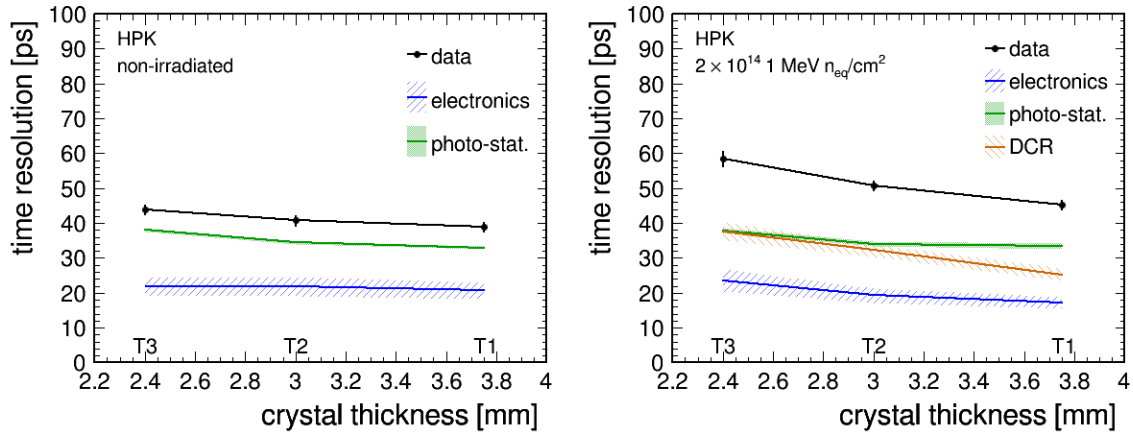 time resolution [ps]
100
90
80
70
60
50
40
30
20
10
0
HPK
non-irradiated
data
electronics
photo-stat.
T3 T2 T1
2.2 2.4 2.6 2.8 3 3.2 3.4 3.6 3.8 4
crystal thickness [mm]
time resolution [ps]
100
90
80
70
60
50
40
30
20
10
0
HPK
2 × 10¹⁴ 1 MeV n_eq/cm²
data
electronics
photo-stat.
DCR
T3 T2 T1
2.2 2.4 2.6 2.8 3 3.2 3.4 3.6 3.8 4
crystal thickness [mm]